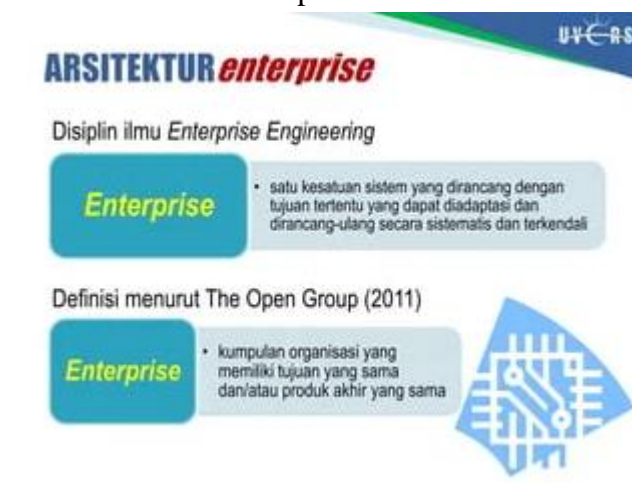 UVERS
ARSITEKTUR enterprise
Disiplin ilmu Enterprise Engineering
Enterprise
• satu kesatuan sistem yang dirancang dengan
tujuan tertentu yang dapat diadaptasi dan
dirancang-ulang secara sistematis dan terkendali
Definisi menurut The Open Group (2011)
Enterprise
• kumpulan organisasi yang
memiliki tujuan yang sama
dan/atau produk akhir yang sama